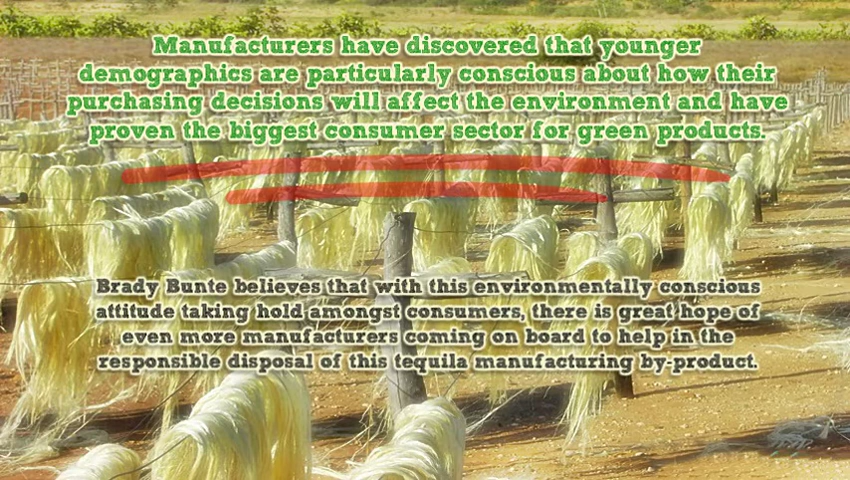 Manufacturers have discovered that younger
demographics are particularly conscious about how their
purchasing decisions will affect the environment and have
proven the biggest consumer sector for green products.
Brady Bunte believes that with this environmentally conscious
attitude taking hold amongst consumers, there is great hope of
even more manufacturers coming on board to help in the
responsible disposal of this tequila manufacturing by-product.